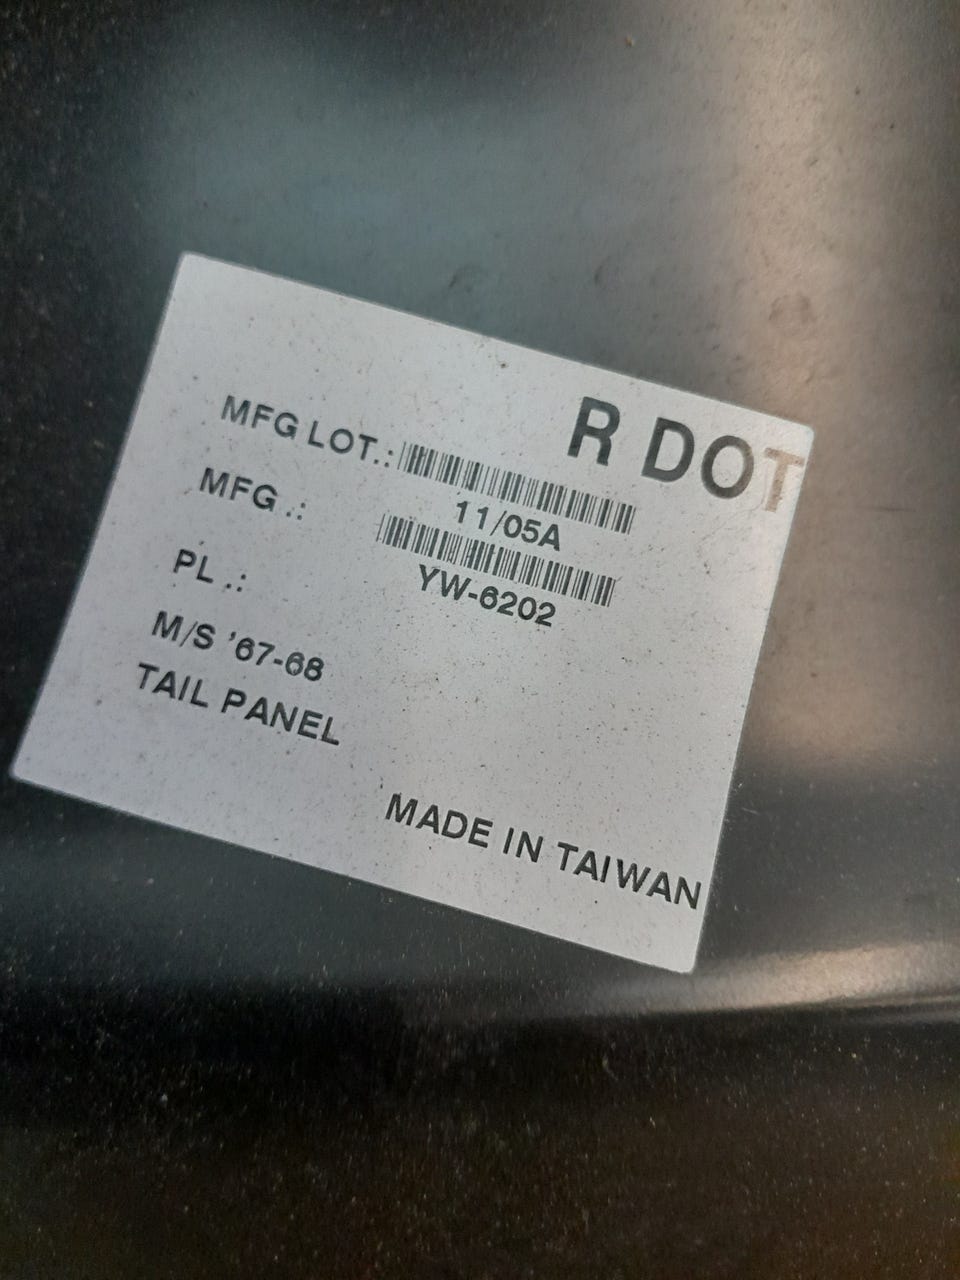 R DOT
MFG LOT.:
11/05A
MFG .:
YW-6202
PL .:
M/S '67-68
TAIL PANEL
MADE IN TAIWAN